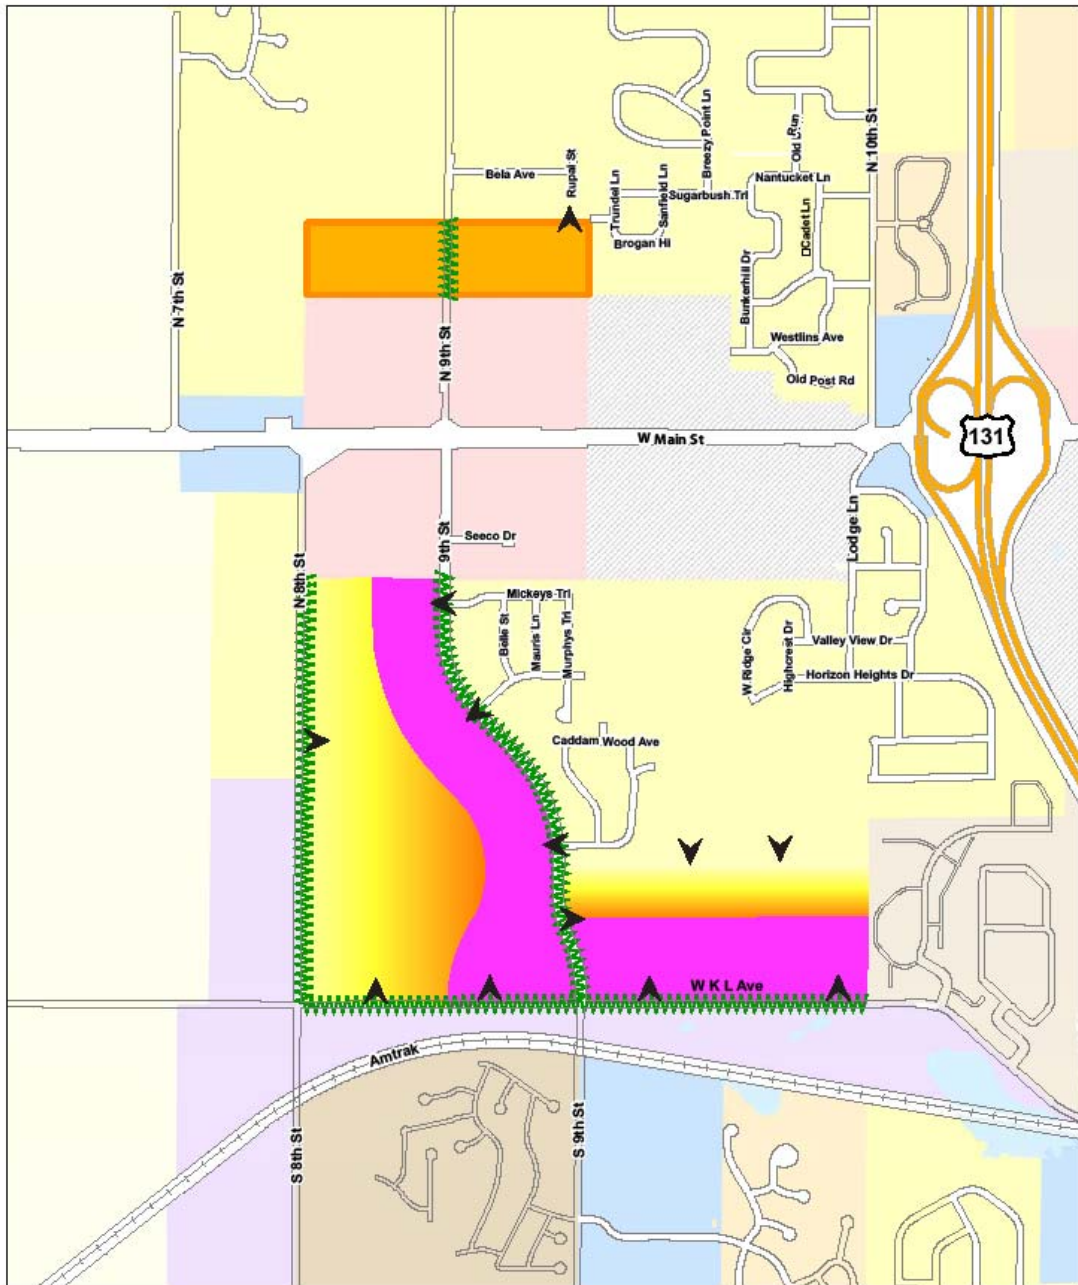 Breezy Point Ln
Old L Run
N 10th St
Bela Ave
Rupal St
Trundel Ln
Sanfield Ln
Sugarbush Trl
Nantucket Ln
Cadet Ln
Brogan Hl
N 7th St
Bunkerhill Dr
N 9th St
Westlins Ave
Old Post Rd
W Main St
131
9th St
Seeco Dr
Lodge Ln
N 8th St
Mickeys Trl
Belle St
Mauris Ln
Murphys Trl
W Ridge Cir
Highcrest Dr
Valley View Dr
Horizon Heights Dr
Caddam Wood Ave
W K L Ave
Amtrak
S 8th St
S 9th St